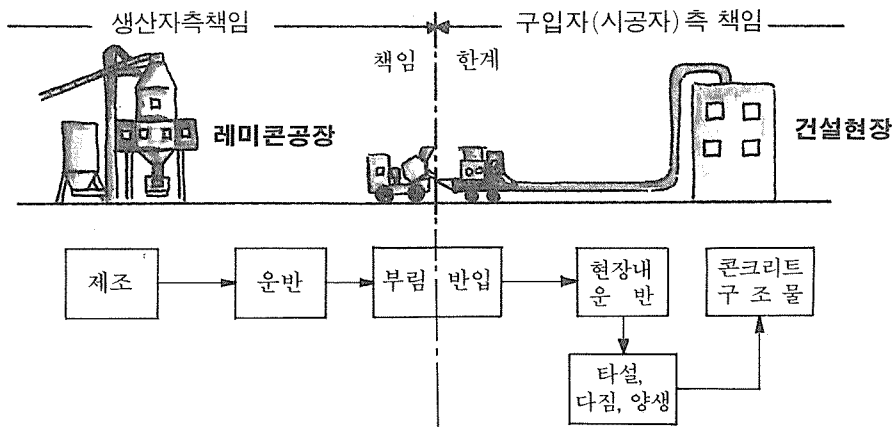 생산자측책임
구입자(시공자)측 책임
책임 한계
레미콘공장
건설현장
제조
운반
부림 반입
현장내
운 반
콘크리트
구 조 물
타설,
다짐, 양생